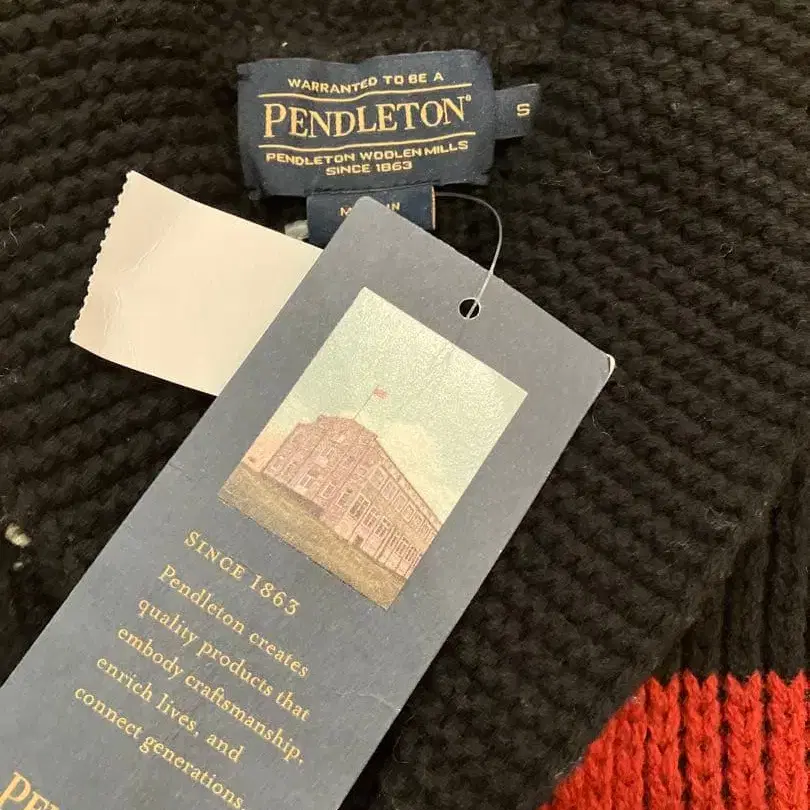 WARRANTED TO BE A
PENDLETON®
PENDLETON WOOLEN MILLS
SINCE 1863
S
IN
SINCE 1863
Pendleton creates
quality products that
embody craftsmanship,
enrich lives, and
connect generations.